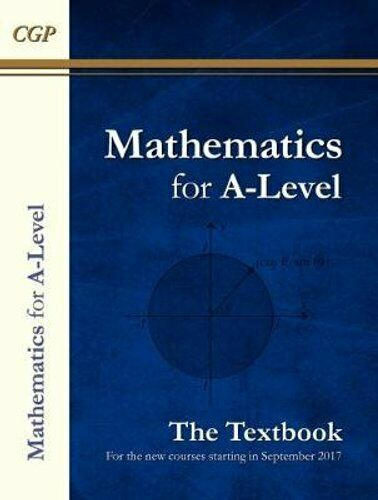 CGP
Mathematics for A-Level
Mathematics
for A-Level
y
The Textbook
For the new courses starting in September 2017